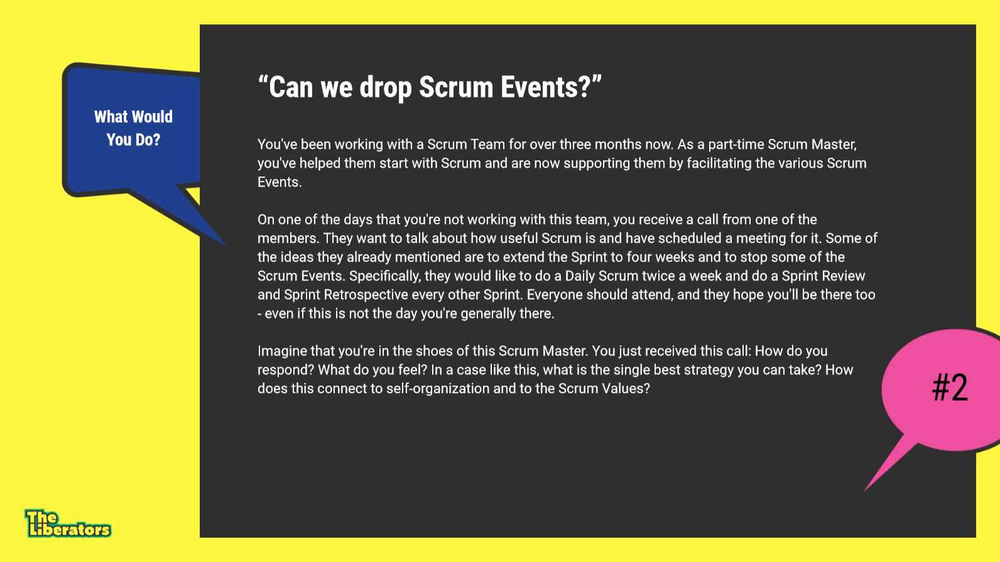 What Would
You Do?
“Can we drop Scrum Events?”
You've been working with a Scrum Team for over three months now. As a part-time Scrum Master,
you've helped them start with Scrum and are now supporting them by facilitating the various Scrum
Events.
On one of the days that you're not working with this team, you receive a call from one of the
members. They want to talk about how useful Scrum is and have scheduled a meeting for it. Some of
the ideas they already mentioned are to extend the Sprint to four weeks and to stop some of the
Scrum Events. Specifically, they would like to do a Daily Scrum twice a week and do a Sprint Review
and Sprint Retrospective every other Sprint. Everyone should attend, and they hope you'll be there too
- even if this is not the day you're generally there.
Imagine that you're in the shoes of this Scrum Master. You just received this call: How do you
respond? What do you feel? In a case like this, what is the single best strategy you can take? How
does this connect to self-organization and to the Scrum Values?
#2
The
Liberators